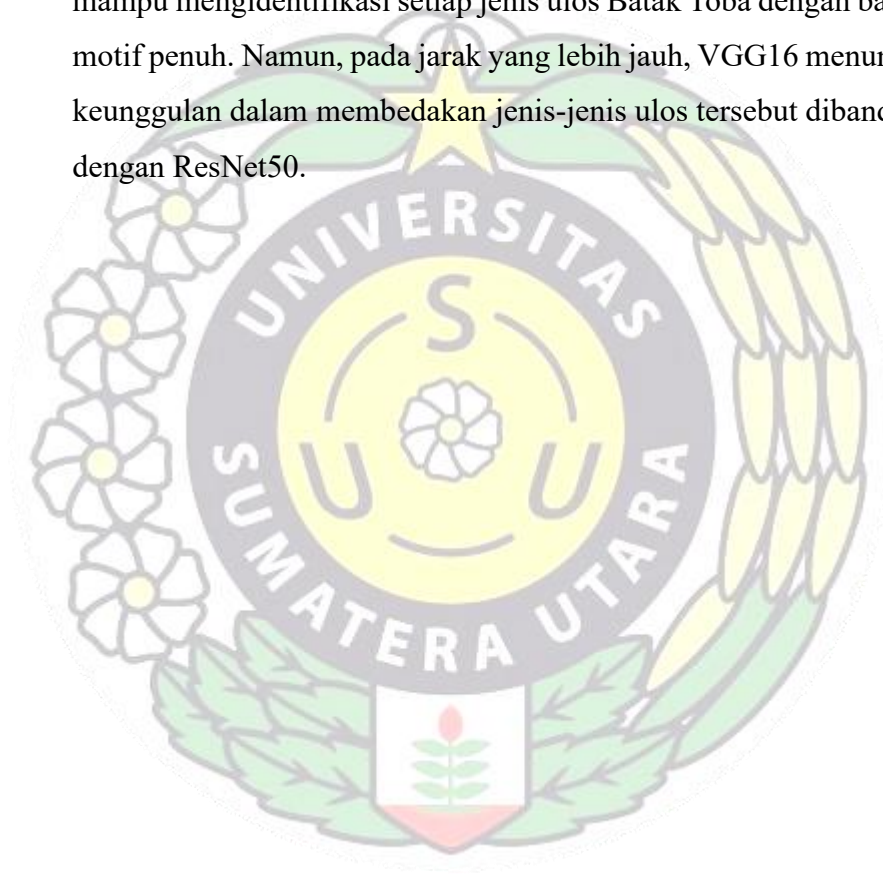 mampu mengidentifikasi setiap jenis ulos Batak Toba dengan
motif penuh. Namun, pada jarak yang lebih jauh, VGG16
keunggulan dalam membedakan jenis-jenis ulos tersebut
dengan ResNet50.
UNIVERSITAS
S
U U
SUMATERA UTARA